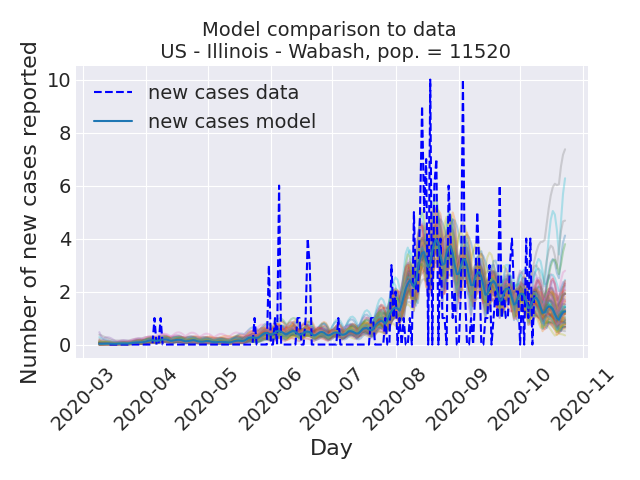 Model comparison to data
US - Illinois - Wabash, pop. = 11520
Number of new cases reported
10
8
6
4
2
0
new cases data
new cases model
2020-03
2020-04
2020-05
2020-06
2020-07
2020-08
2020-09
2020-10
2020-11
Day